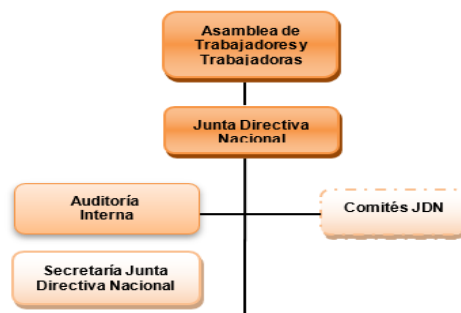 Asamblea de
Trabajadores y
Trabajadoras
Junta Directiva
Nacional
Auditoría
Interna
Comités JDN
Secretaría Junta
Directiva Nacional